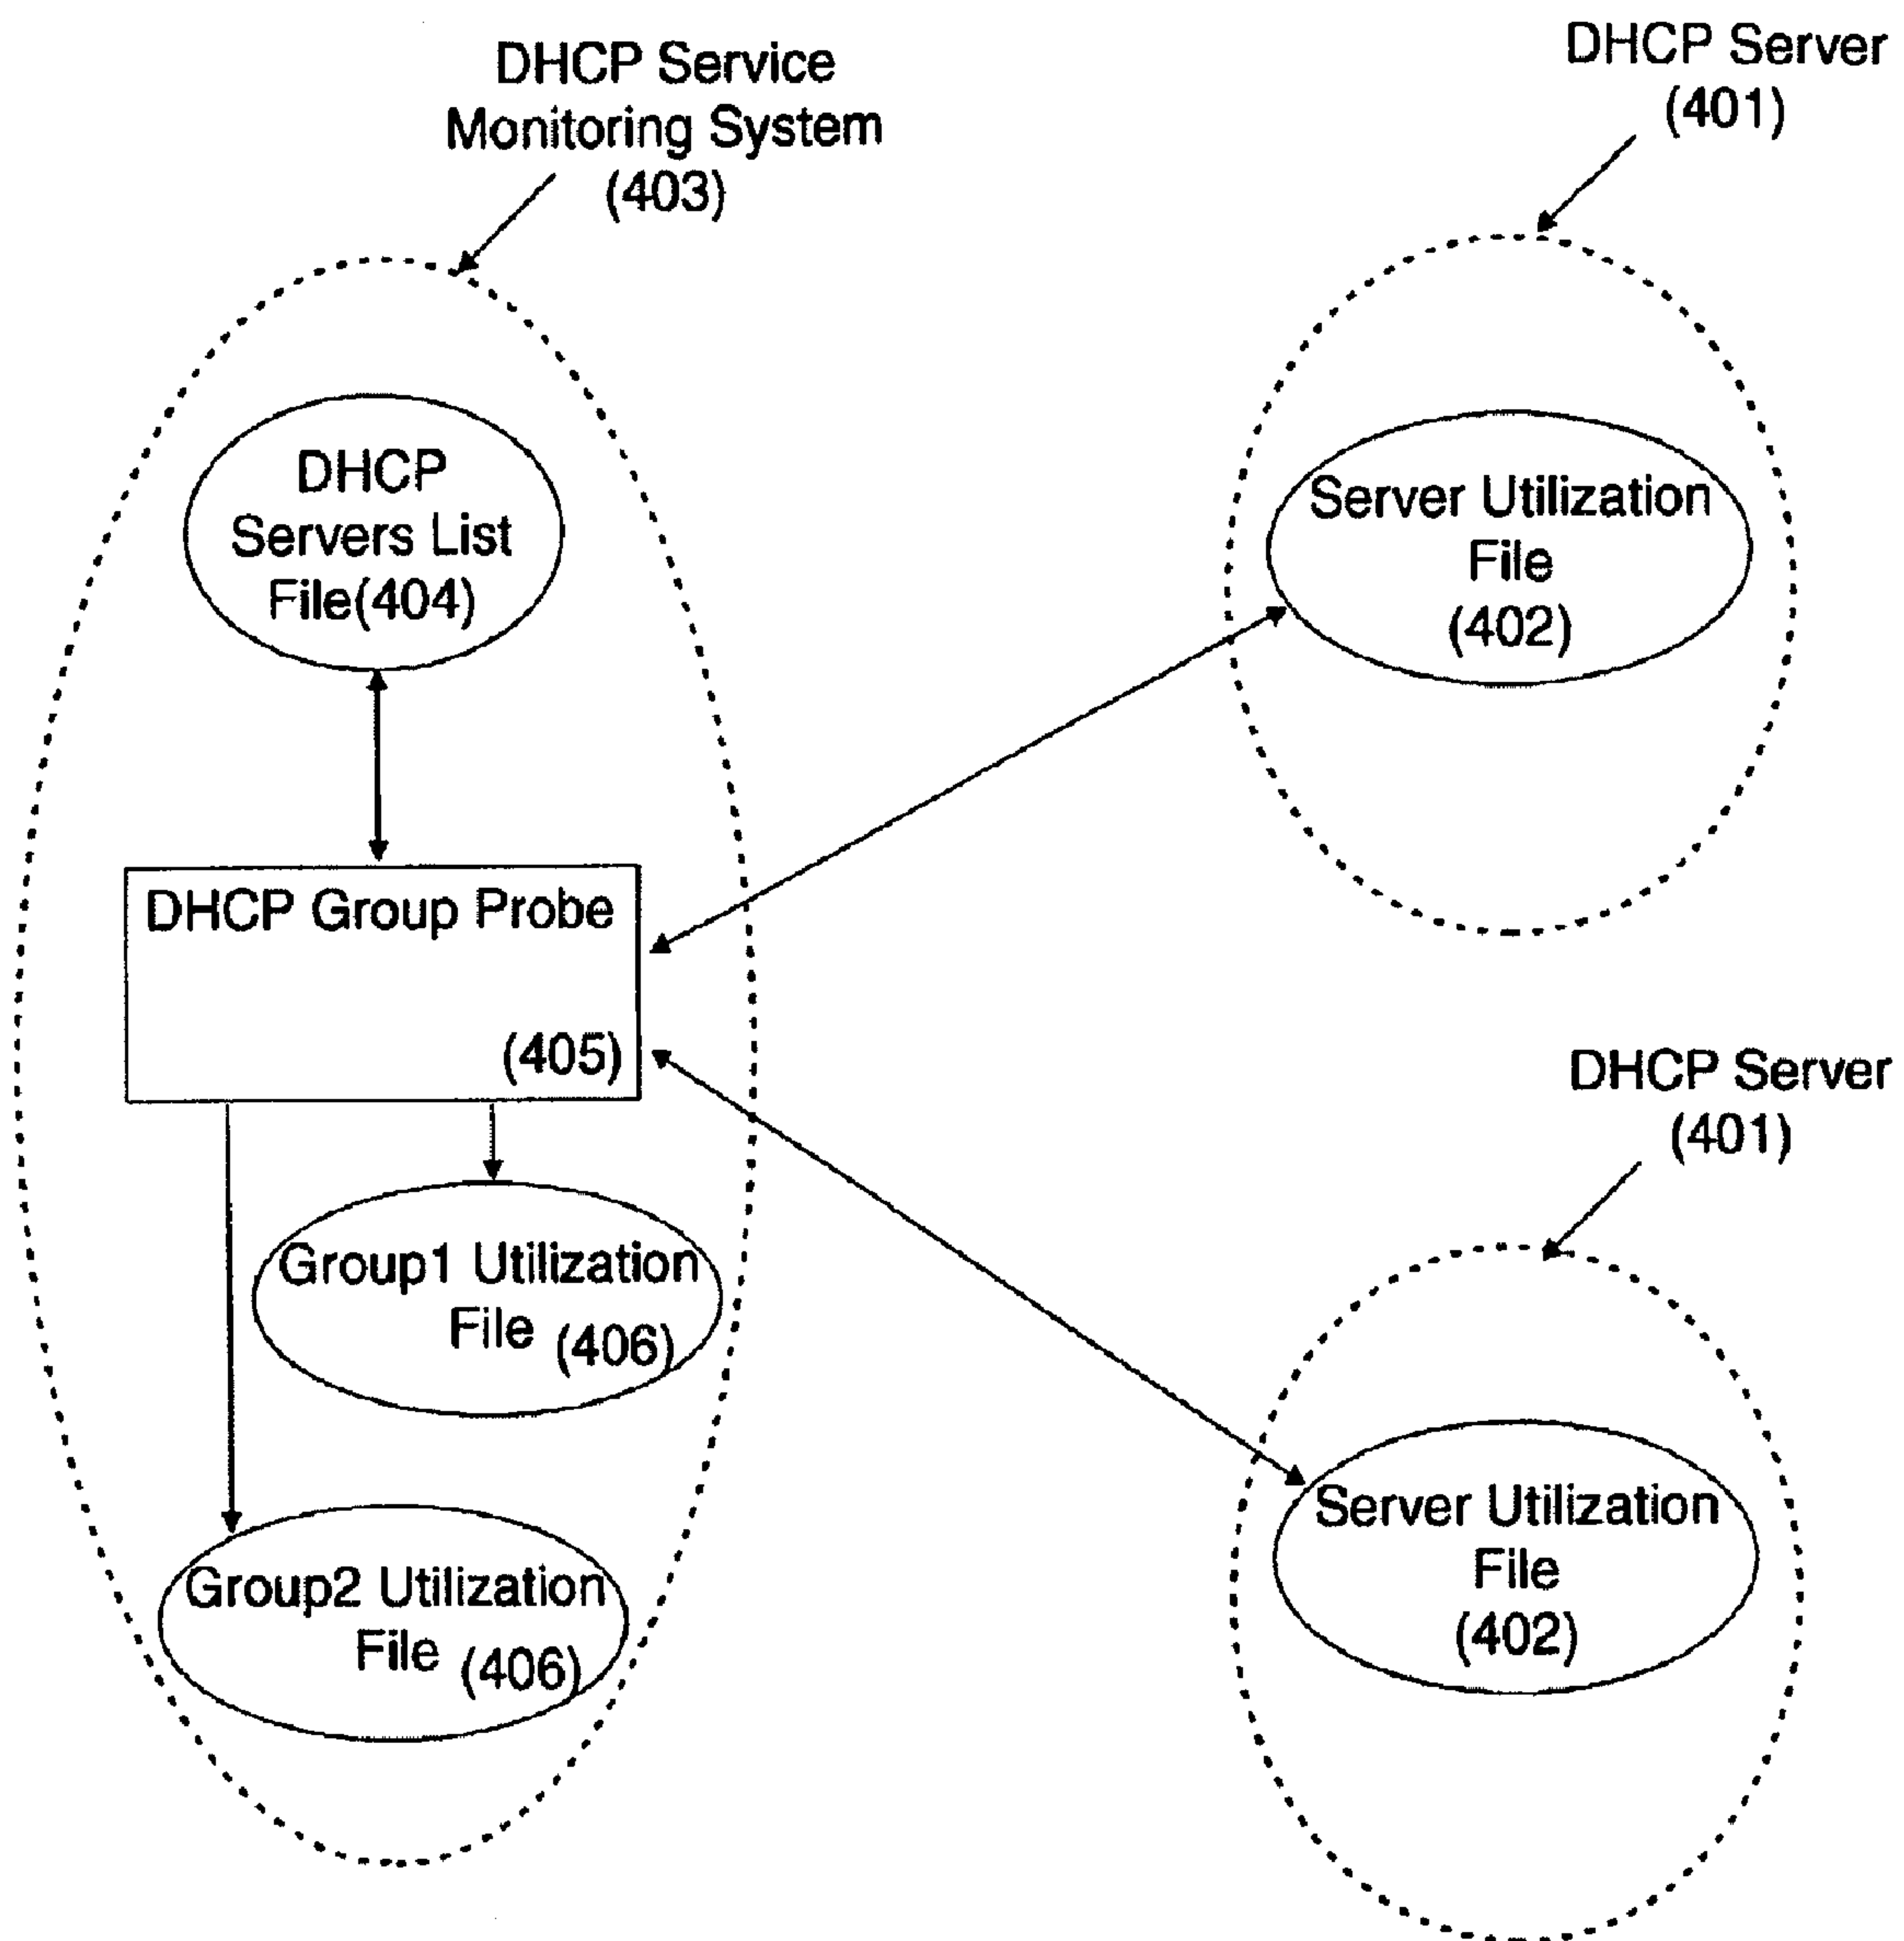 DHCP Service
Monitoring System
(403)
DHCP Server
(401)
DHCP
Servers List
File(404)
Server Utilization
File
(402)
DHCP Group Probe
(405)
DHCP Server
(401)
Group1 Utilization
File (406)
Server Utilization
File
(402)
Group2 Utilization
File (406)